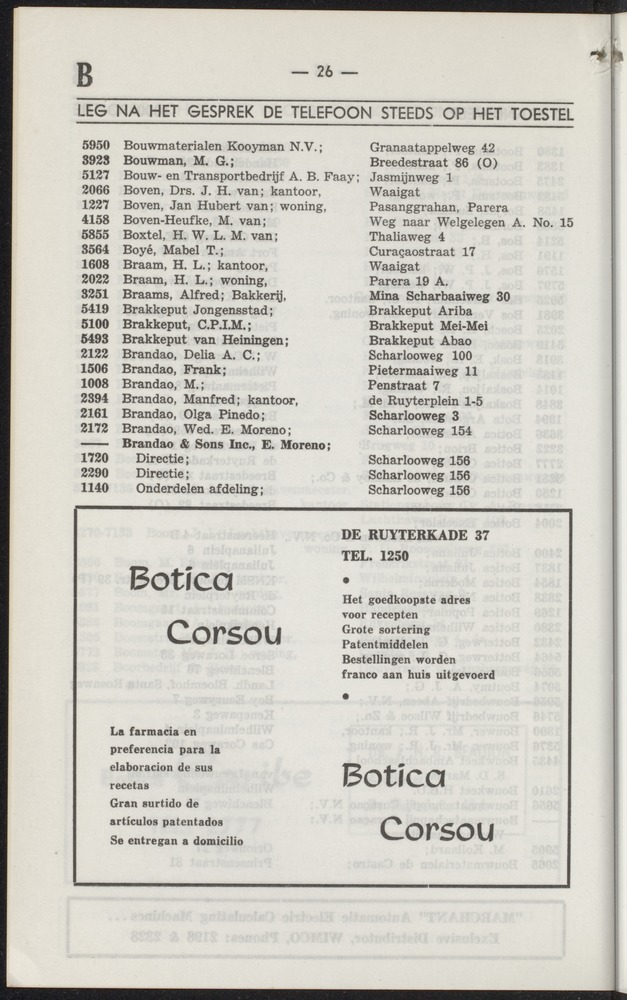 B
— 26 —
LEG NA HET GESPREK DE TELEFOON STEEDS OP HET TOESTEL
5950 Bouwmaterialen Kooyman N.V.; Granaatappelweg 42
3923 Bouwman, M. G.; Breedestraat 86 (O)
5127 Bouw- en Transportbedrijf A. B. Faay; Jasmijnweg 1
2066 Boven, Drs. J. H. van; kantoor, Waaigat
1227 Boven, Jan Hubert van; woning, Pasanggrahan, Parera
4158 Boven-Heufke, M. van; Weg naar Welgelegen A. No. 15
5855 Boxtel, H. W. L. M. van; Thaliaweg 4
3564 Boyé, Mabel T.; Curaçaostraat 17
1608 Braam, H. L.; kantoor, Waaigat
2022 Braam, H. L.; woning, Parera 19 A.
3251 Braams, Alfred; Bakkerij, Mina Scharbaaiweg 30
5419 Brakkeput Jongensstad; Brakkeput Ariba
5100 Brakkeput, C.P.I.M.; Brakkeput Mei-Mei
5493 Brakkeput van Heiningen; Brakkeput Abao
2122 Brandao, Delia A. C.; Scharlooweg 100
1506 Brandao, Frank; Pietermaaiweg 11
1008 Brandao, M.; Penstraat 7
2394 Brandao, Manfred; kantoor, de Ruyterplein 1-5
2161 Brandao, Olga Pinedo; Scharlooweg 3
2172 Brandao, Wed. E. Moreno; Scharlooweg 154
—— Brandao & Sons Inc., E. Moreno;
1720 Directie; Scharlooweg 156
2290 Directie; Scharlooweg 156
1140 Onderdelen afdeling; Scharlooweg 156
Botica
Corsou
DE RUYTERKADE 37
TEL. 1250
•
Het goedkoopste adres
voor recepten
Grote sortering
Patentmiddelen
Bestellingen worden
franco aan huis uitgevoerd
•
La farmacia en
preferencia para la
elaboracion de sus
recetas
Gran surtido de
artículos patentados
Se entregan a domicilio
Botica
Corsou